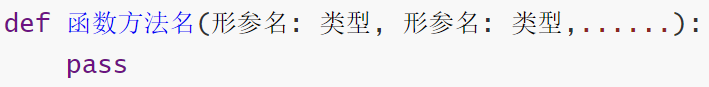 def 函数方法名(形参名: 类型, 形参名: 类型,......):
    pass